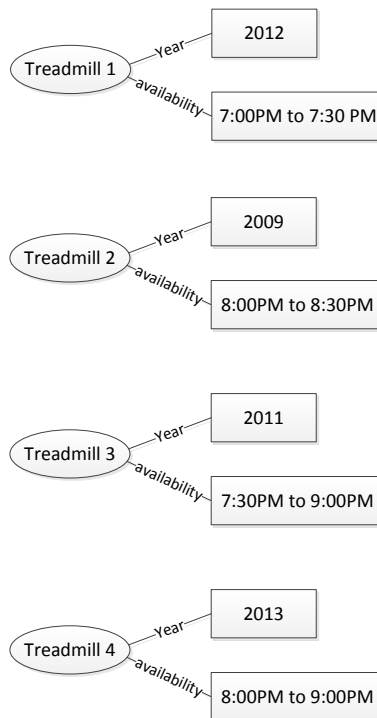 Year
2012
Treadmill 1
availability
7:00PM to 7:30 PM
Year
2009
Treadmill 2
availability
8:00PM to 8:30PM
Year
2011
Treadmill 3
availability
7:30PM to 9:00PM
Year
2013
Treadmill 4
availability
8:00PM to 9:00PM